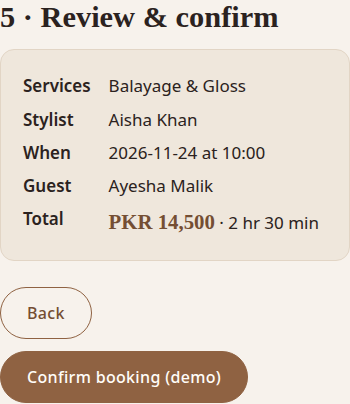 5 · Review & confirm
Services Balayage & Gloss
Stylist Aisha Khan
When 2026-11-24 at 10:00
Guest Ayesha Malik
Total PKR 14,500 · 2 hr 30 min
Back
Confirm booking (demo)